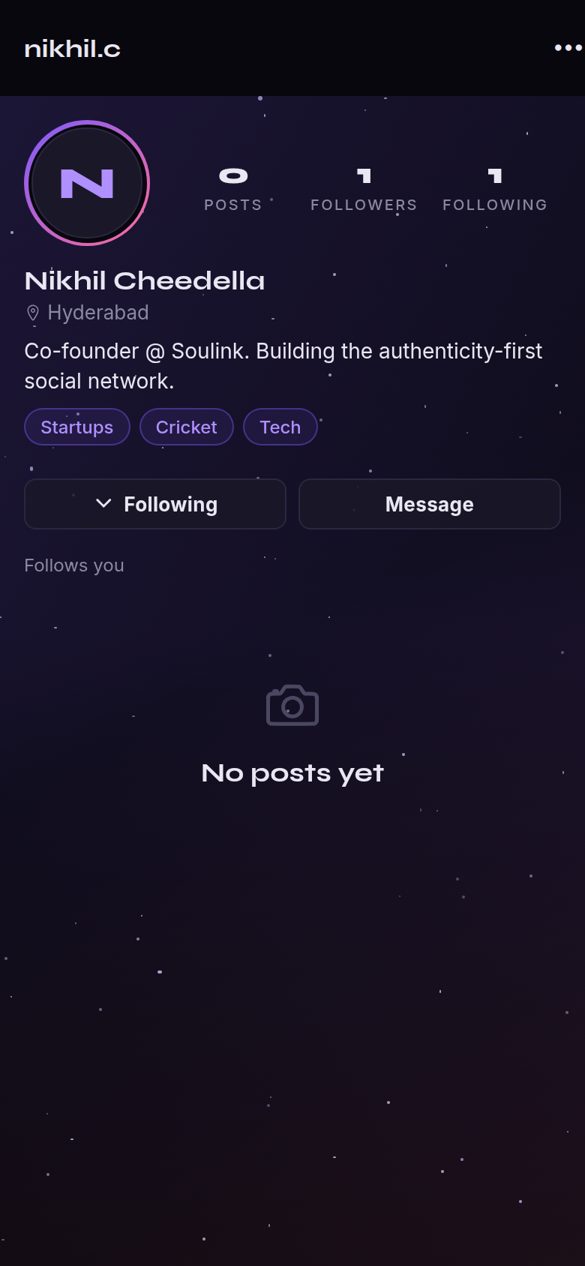 nikhil.c
N
0 1 1
POSTS FOLLOWERS FOLLOWING
Nikhil Cheedella
Hyderabad
Co-founder @ Soulink. Building the authenticity-first
social network.
Startups Cricket Tech
Following Message
Follows you
No posts yet